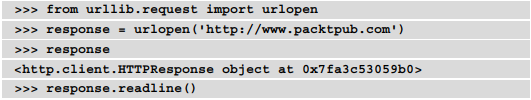 >>> from urllib.request import urlopen
>>> response = urlopen('http://www.packtpub.com')
>>> response
<http.client.HTTPResponse object at 0x7fa3c53059b0>
>>> response.readline()